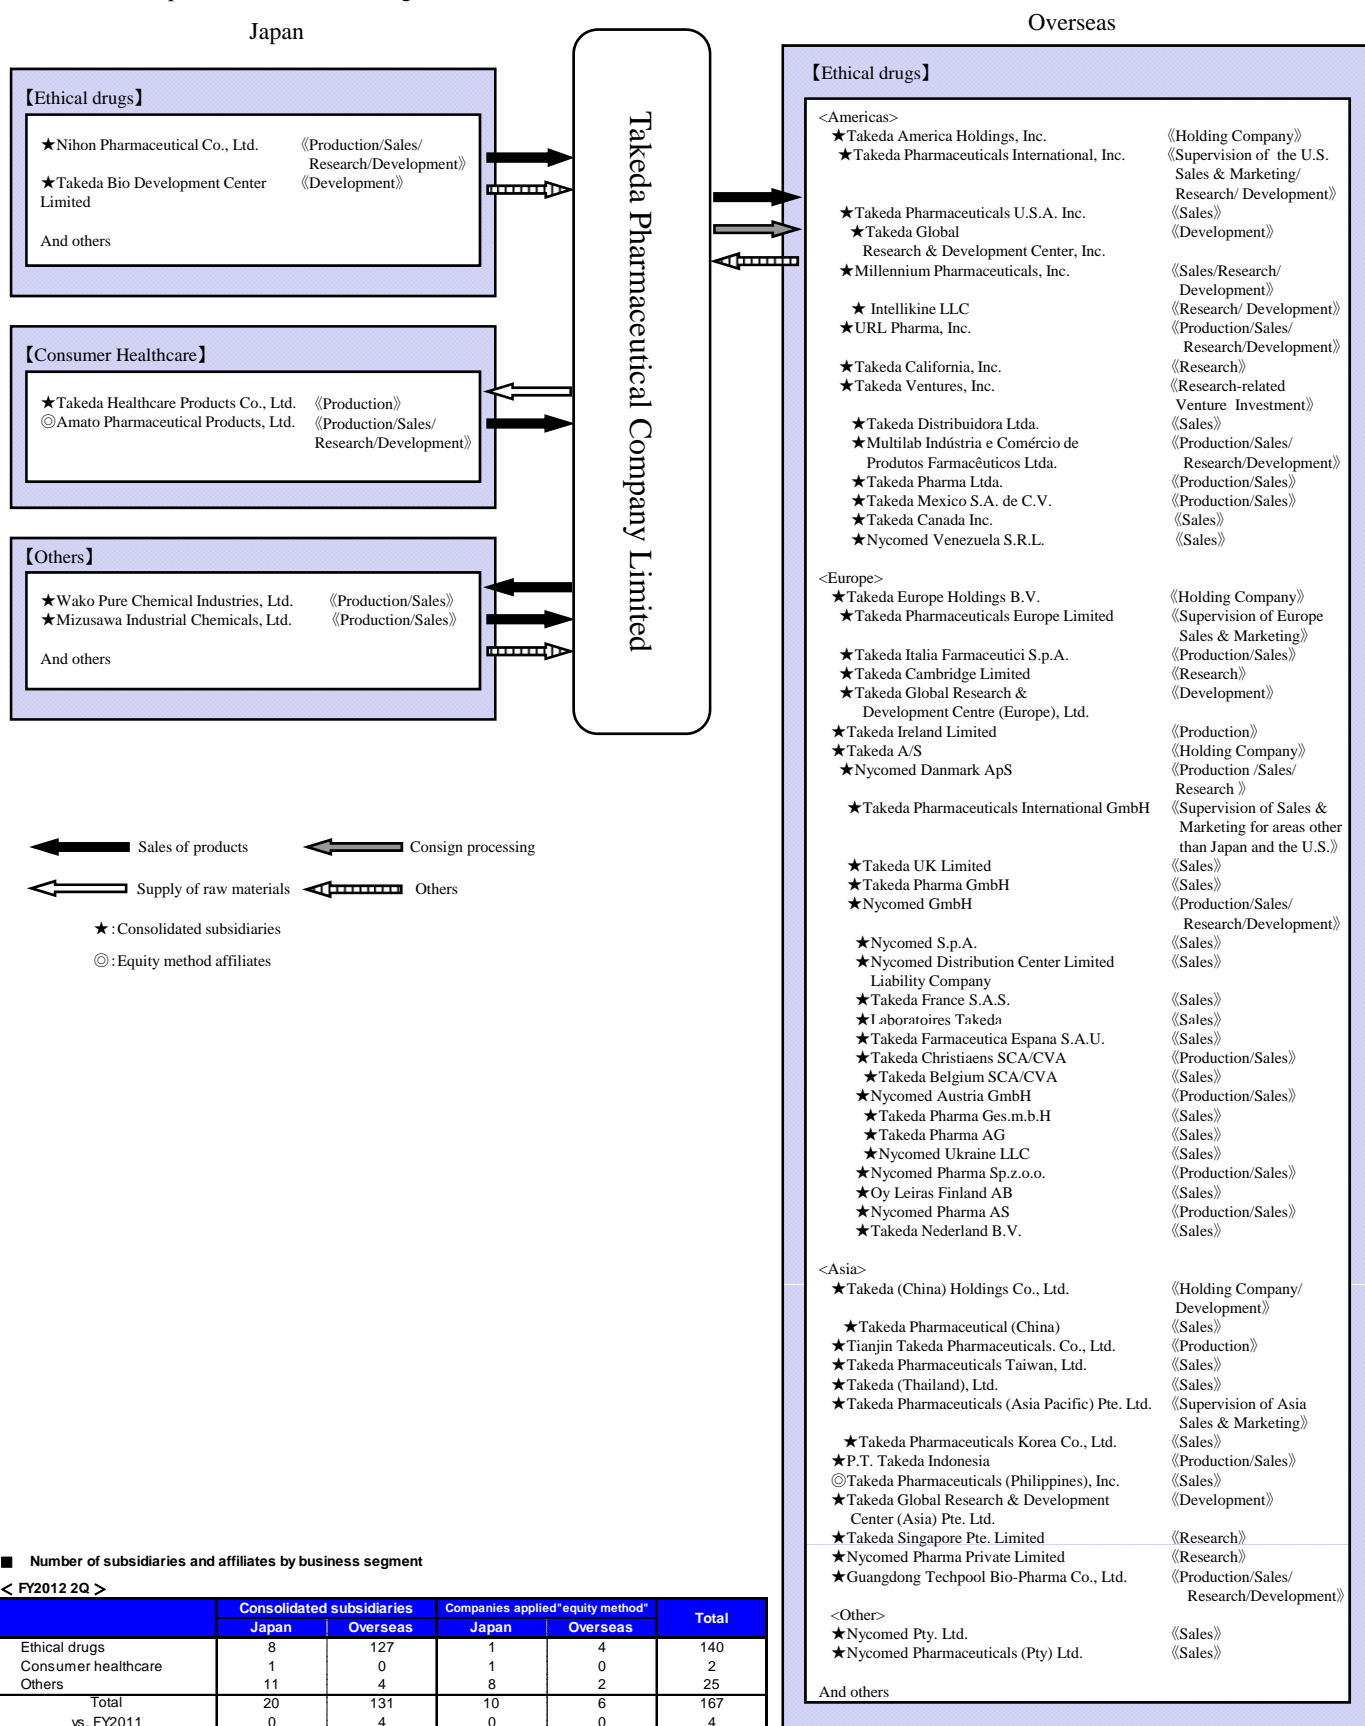 Japan
Overseas
【Ethical drugs】
★Nihon Pharmaceutical Co., Ltd. 《Production/Sales/
Research/Development》
★Takeda Bio Development Center 《Development》
Limited
And others
【Consumer Healthcare】
★Takeda Healthcare Products Co., Ltd. 《Production》
◎Amato Pharmaceutical Products, Ltd. 《Production/Sales/
Research/Development》
【Others】
★Wako Pure Chemical Industries, Ltd. 《Production/Sales》
★Mizusawa Industrial Chemicals, Ltd. 《Production/Sales》
And others
Takeda Pharmaceutical Company Limited
Sales of products
Consign processing
Supply of raw materials
Others
★:Consolidated subsidiaries
◎:Equity method affiliates
【Ethical drugs】
<Americas>
★Takeda America Holdings, Inc. 《Holding Company》
★Takeda Pharmaceuticals International, Inc. 《Supervision of the U.S.
Sales & Marketing/
Research/ Development》
★Takeda Pharmaceuticals U.S.A. Inc. 《Sales》
★Takeda Global 《Development》
Research & Development Center, Inc.
★Millennium Pharmaceuticals, Inc. 《Sales/Research/
Development》
★ Intellikine LLC 《Research/ Development》
★URL Pharma, Inc. 《Production/Sales/
Research/Development》
★Takeda California, Inc. 《Research》
★Takeda Ventures, Inc. 《Research-related
Venture Investment》
★Takeda Distribuidora Ltda. 《Sales》
★Multilab Indústria e Comércio de 《Production/Sales/
Produtos Farmacêuticos Ltda. Research/Development》
★Takeda Pharma Ltda. 《Production/Sales》
★Takeda Mexico S.A. de C.V. 《Production/Sales》
★Takeda Canada Inc. 《Sales》
★Nycomed Venezuela S.R.L. 《Sales》
<Europe>
★Takeda Europe Holdings B.V. 《Holding Company》
★Takeda Pharmaceuticals Europe Limited 《Supervision of Europe
Sales & Marketing》
★Takeda Italia Farmaceutici S.p.A. 《Production/Sales》
★Takeda Cambridge Limited 《Research》
★Takeda Global Research & 《Development》
Development Centre (Europe), Ltd.
★Takeda Ireland Limited 《Production》
★Takeda A/S 《Holding Company》
★Nycomed Danmark ApS 《Production /Sales/
Research 》
★Takeda Pharmaceuticals International GmbH 《Supervision of Sales &
Marketing for areas other
than Japan and the U.S.》
★Takeda UK Limited 《Sales》
★Takeda Pharma GmbH 《Sales》
★Nycomed GmbH 《Production/Sales/
Research/Development》
★Nycomed S.p.A. 《Sales》
★Nycomed Distribution Center Limited 《Sales》
Liability Company
★Takeda France S.A.S. 《Sales》
★Laboratoires Takeda 《Sales》
★Takeda Farmaceutica Espana S.A.U. 《Sales》
★Takeda Christiaens SCA/CVA 《Production/Sales》
★Takeda Belgium SCA/CVA 《Sales》
★Nycomed Austria GmbH 《Production/Sales》
★Takeda Pharma Ges.m.b.H 《Sales》
★Takeda Pharma AG 《Sales》
★Nycomed Ukraine LLC 《Sales》
★Nycomed Pharma Sp.z.o.o. 《Production/Sales》
★Oy Leiras Finland AB 《Sales》
★Nycomed Pharma AS 《Production/Sales》
★Takeda Nederland B.V. 《Sales》
<Asia>
★Takeda (China) Holdings Co., Ltd. 《Holding Company/
Development》
★Takeda Pharmaceutical (China) 《Sales》
★Tianjin Takeda Pharmaceuticals. Co., Ltd. 《Production》
★Takeda Pharmaceuticals Taiwan, Ltd. 《Sales》
★Takeda (Thailand), Ltd. 《Sales》
★Takeda Pharmaceuticals (Asia Pacific) Pte. Ltd. 《Supervision of Asia
Sales & Marketing》
★Takeda Pharmaceuticals Korea Co., Ltd. 《Sales》
★P.T. Takeda Indonesia 《Production/Sales》
◎Takeda Pharmaceuticals (Philippines), Inc. 《Sales》
★Takeda Global Research & Development 《Development》
Center (Asia) Pte. Ltd.
★Takeda Singapore Pte. Limited 《Research》
★Nycomed Pharma Private Limited 《Research》
★Guangdong Techpool Bio-Pharma Co., Ltd. 《Production/Sales/
Research/Development》
<Other>
★Nycomed Pty. Ltd. 《Sales》
★Nycomed Pharmaceuticals (Pty) Ltd. 《Sales》
And others
■ Number of subsidiaries and affiliates by business segment
< FY2012 2Q >
Consolidated subsidiaries Companies applied"equity method" Total
Japan Overseas Japan Overseas
Ethical drugs 8 127 1 4 140
Consumer healthcare 1 0 1 0 2
Others 11 4 8 2 25
Total 20 131 10 6 167
vs. FY2011 0 4 0 0 4